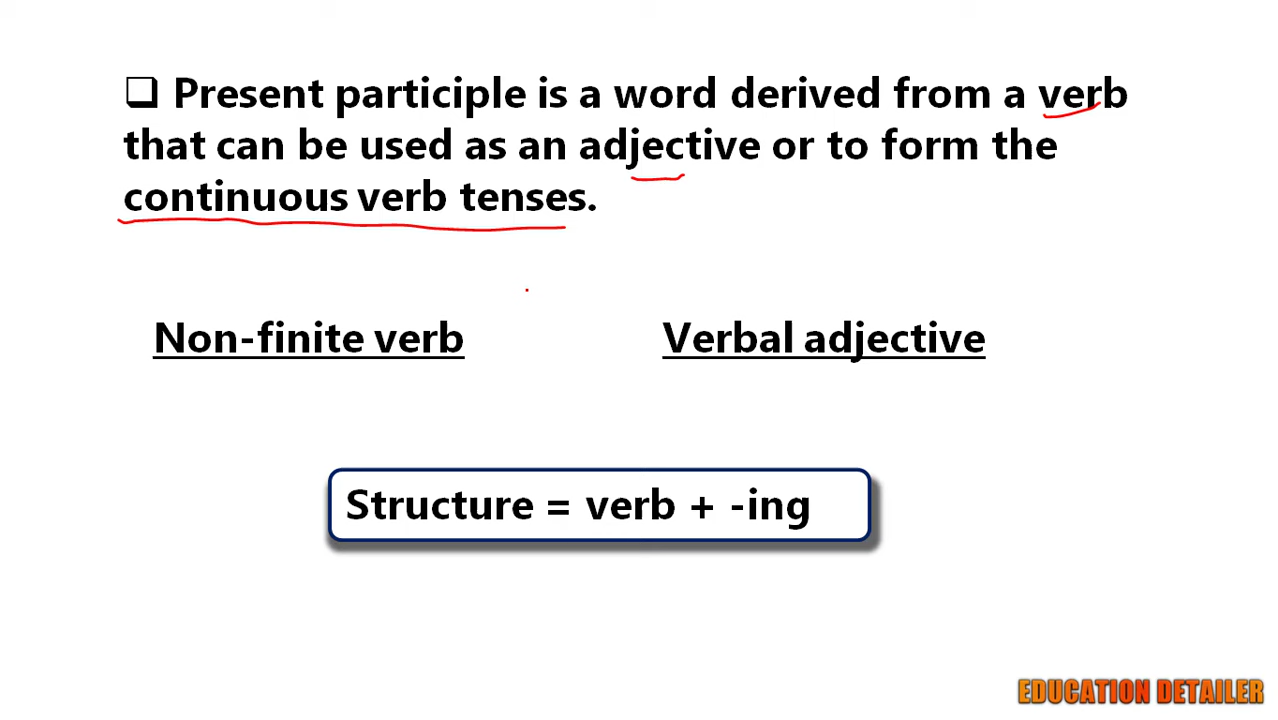 ❑ Present participle is a word derived from a verb
that can be used as an adjective or to form the
continuous verb tenses.
Non-finite verb
Verbal adjective
Structure = verb + -ing
EDUCATION DETAILER